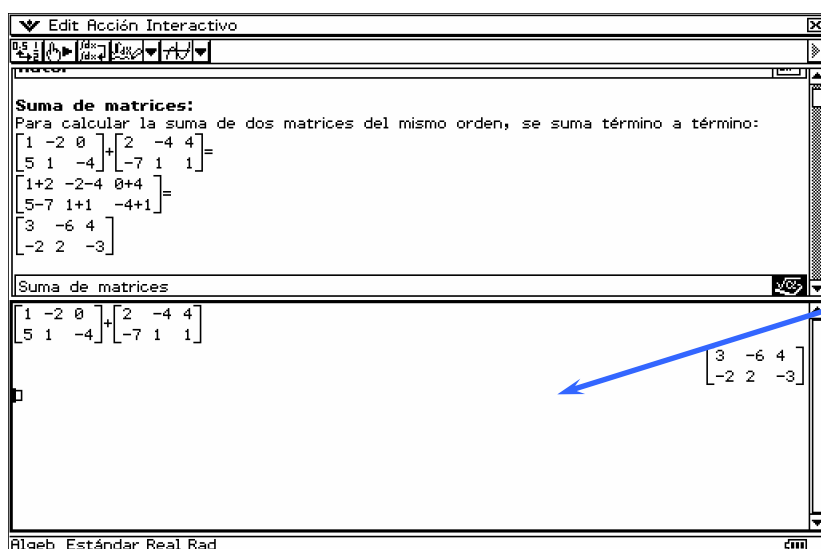 Edit Acción Interactivo
Suma de matrices:
Para calcular la suma de dos matrices del mismo orden, se suma término a término:
[1 -2 0
5 1 -4]+[2 -4 4
-7 1 1]=
[1+2 -2-4 0+4
5-7 1+1 -4+1]=
[3 -6 4
-2 2 -3]
Suma de matrices
[1 -2 0
5 1 -4]+[2 -4 4
-7 1 1]
[3 -6 4
-2 2 -3]
Algeb Estándar Real Rad